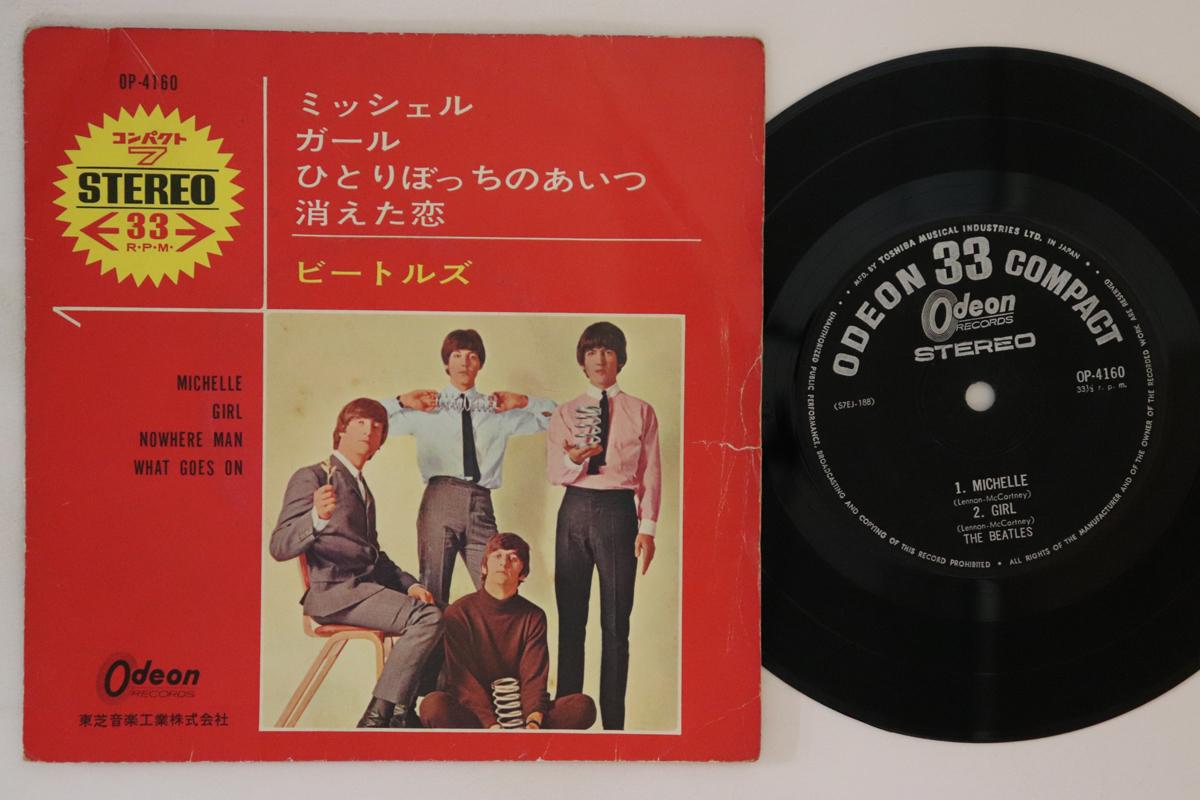 OP-4160
コンパクト
7
STEREO
33
R・P・M・
ミッシェル
ガール
ひとりぼっちのあいつ
消えた恋
ビートルズ
MICHELLE
GIRL
NOWHERE MAN
WHAT GOES ON
Odeon
RECORDS
東芝音楽工業株式会社
MFD. BY TOSHIBA MUSICAL INDUSTRIES LTD. IN JAPAN
ODEON 33 COMPACT
Odeon
RECORDS
STEREO
OP-4160
33⅓ r. p. m.
(57EJ-188)
1. MICHELLE
(Lennon-McCartney)
2. GIRL
(Lennon-McCartney)
THE BEATLES
UNAUTHORIZED PUBLIC PERFORMANCE, BROADCASTING AND COPYING OF THIS RECORD PROHIBITED • ALL RIGHTS OF THE MANUFACTURER AND OF THE OWNER OF THE RECORDED WORK ARE RESERVED